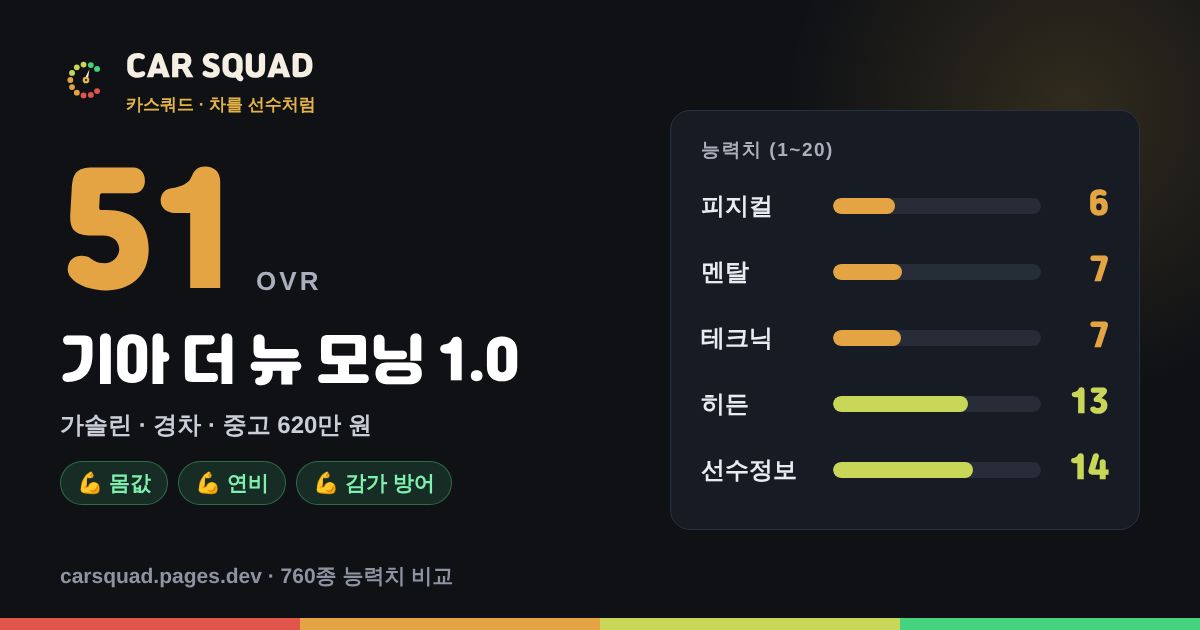 CAR SQUAD
카스쿼드 · 차를 선수처럼
51 OVR
기아 더 뉴 모닝 1.0
가솔린 · 경차 · 중고 620만 원
💪 몸값 💪 연비 💪 감가 방어
carsquad.pages.dev · 760종 능력치 비교
능력치 (1~20)
피지컬 6
멘탈 7
테크닉 7
히든 13
선수정보 14